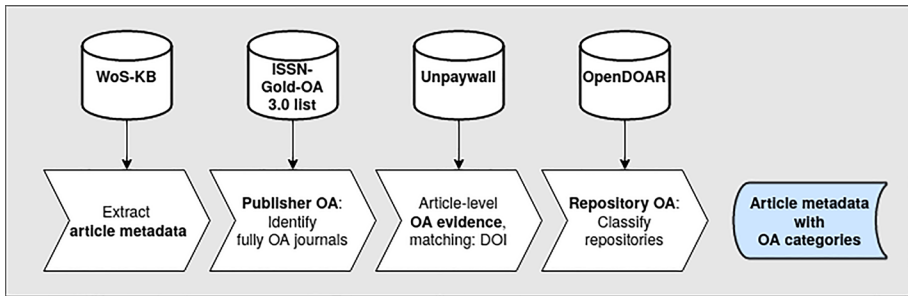 WoS-KB
ISSN-
Gold-OA
3.0 list
Unpaywall
OpenDOAR
Extract
article metadata
Publisher OA:
Identify
fully OA journals
Article-level
OA evidence,
matching: DOI
Repository OA:
Classify
repositories
Article metadata
with
OA categories